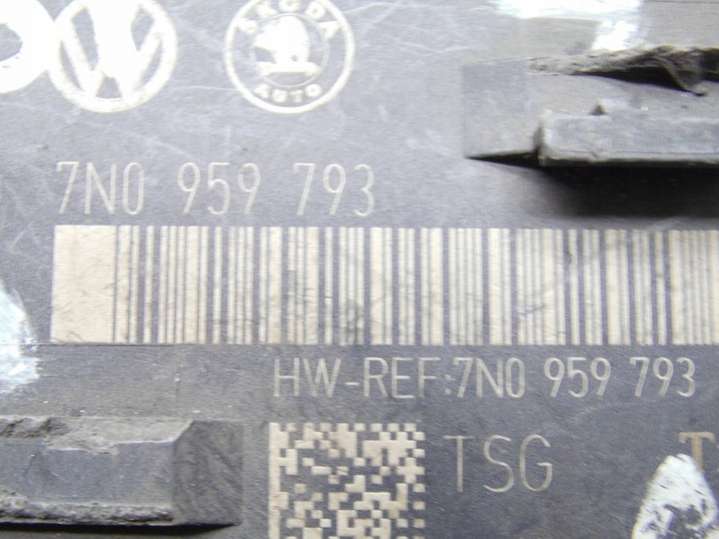 ŠKODA
AUTO
7N0 959 793
HW-REF:7N0 959 793
TSG T